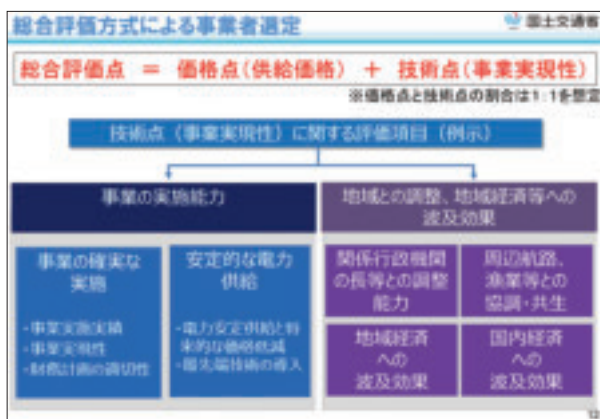 総合評価方式による事業者選定
国土交通省
総合評価点 ＝ 価格点(供給価格) ＋ 技術点(事業実現性)
※価格点と技術点の割合は1:1を想定
技術点（事業実現性）に関する評価項目（例示）
事業の実施能力
地域との調整、地域経済等への
波及効果
事業の確実な
実施
・事業実施実績
・事業実現性
・財務計画の適切性
安定的な電力
供給
・電力安定供給と将
来的な価格低減
・最先端技術の導入
関係行政機関
の長等との調整
能力
周辺航路、
漁業等との
協調・共生
地域経済
への
波及効果
国内経済
への
波及効果